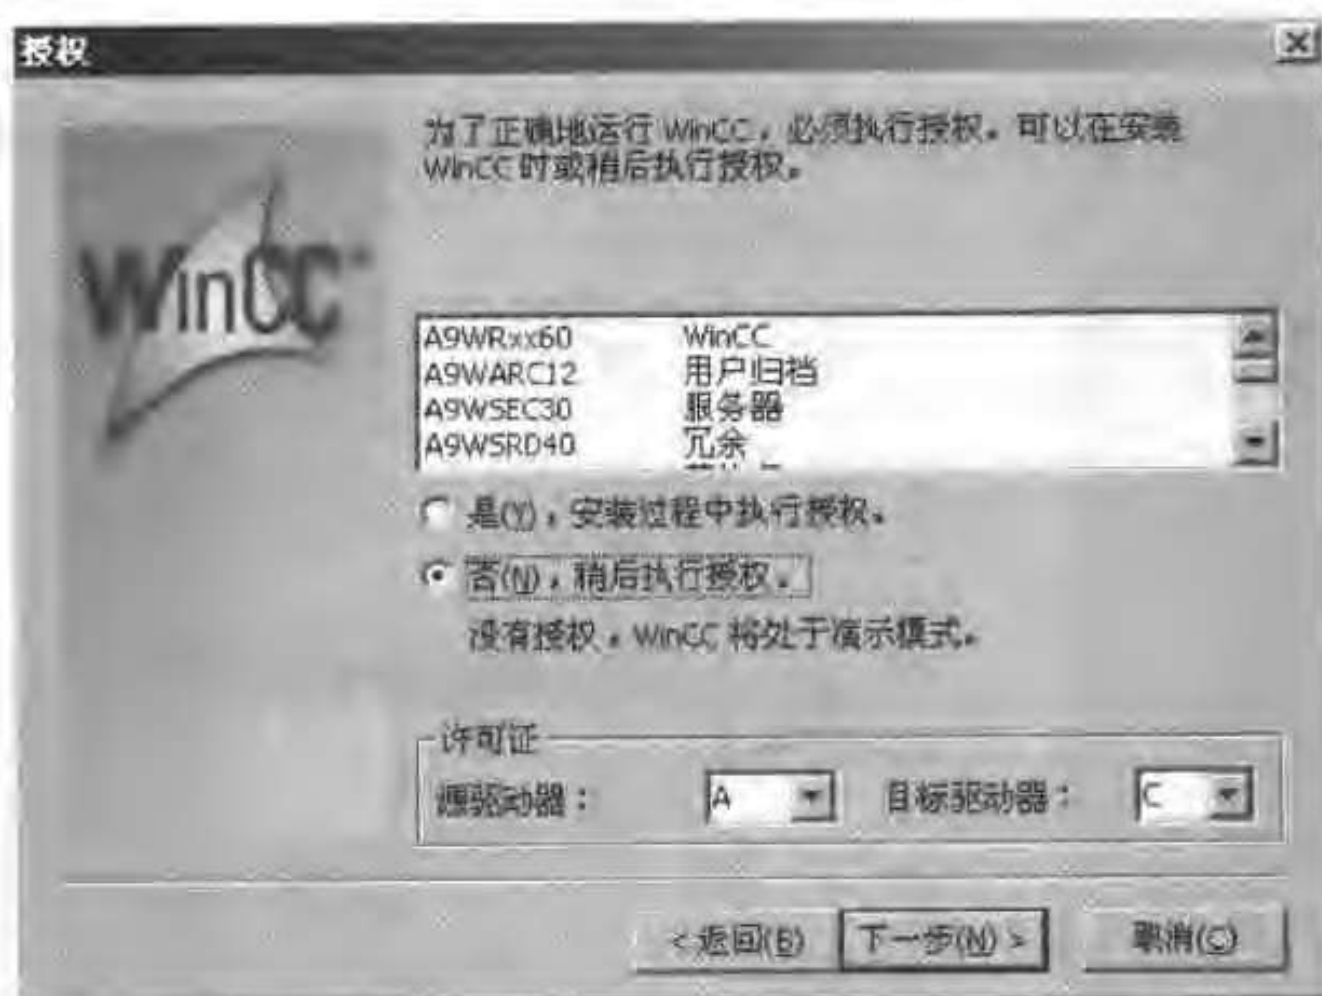 授权
为了正确地运行 WinCC，必须执行授权。可以在安装
WinCC 时或稍后执行授权。
WinCC
A9WRxx60 WinCC
A9WARC12 用户归档
A9WSEC30 服务器
A9WSRD40 冗余
是(Y)，安装过程中执行授权。
否(N)，稍后执行授权。
没有授权，WinCC 将处于演示模式。
许可证
源驱动器： A 目标驱动器： C
<返回(B) 下一步(N) > 取消(C)